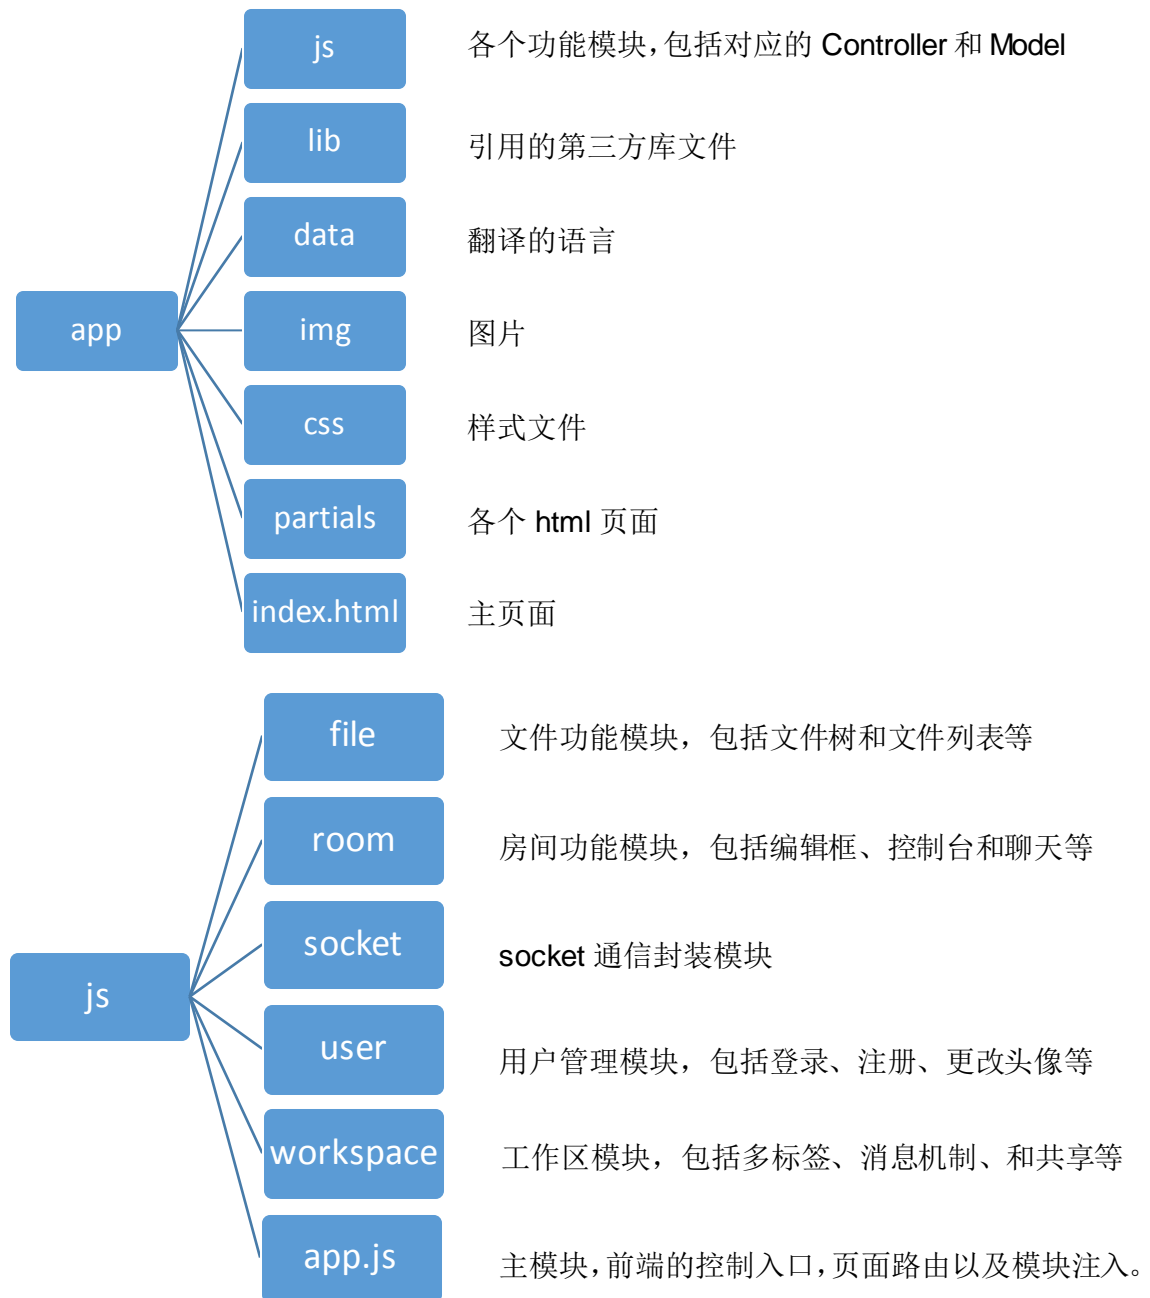 js 各个功能模块，包括对应的 Controller 和 Model
lib 引用的第三方库文件
data 翻译的语言
app
img 图片
css 样式文件
partials 各个 html 页面
index.html 主页面
file 文件功能模块，包括文件树和文件列表等
room 房间功能模块，包括编辑框、控制台和聊天等
socket socket 通信封装模块
js
user 用户管理模块，包括登录、注册、更改头像等
workspace 工作区模块，包括多标签、消息机制、和共享等
app.js 主模块，前端的控制入口，页面路由以及模块注入。